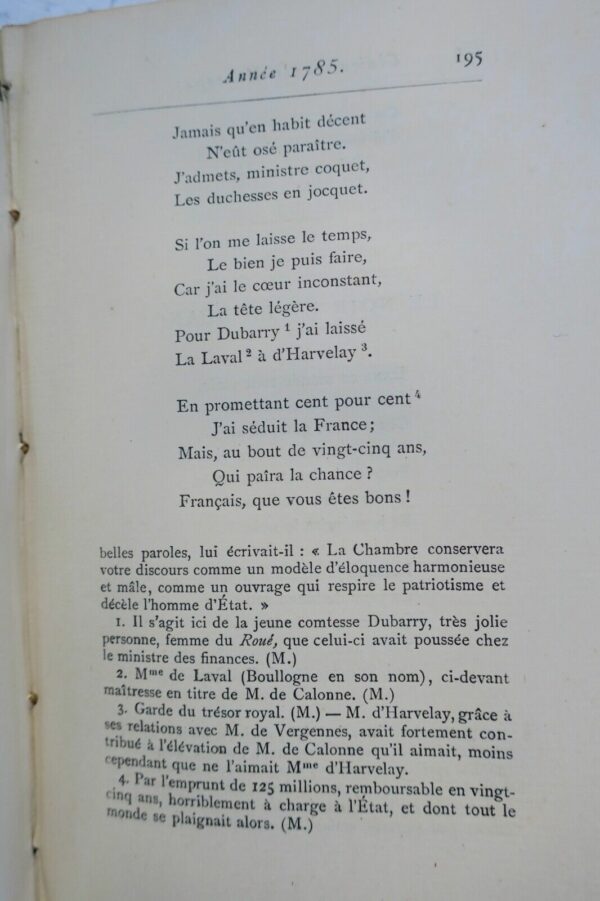 Année 1785.
195
Jamais qu'en habit décent
N'eût osé paraître.
J'admets, ministre coquet,
Les duchesses en jocquet.
Si l'on me laisse le temps,
Le bien je puis faire,
Car j'ai le cœur inconstant,
La tête légère.
Pour Dubarry ¹ j'ai laissé
La Laval ² à d'Harvelay ³.
En promettant cent pour cent ⁴
J'ai séduit la France;
Mais, au bout de vingt-cinq ans,
Qui paîra la chance ?
Français, que vous êtes bons !
belles paroles, lui écrivait-il : « La Chambre conservera
votre discours comme un modèle d'éloquence harmonieuse
et mâle, comme un ouvrage qui respire le patriotisme et
décèle l'homme d'État. »
1. Il s'agit ici de la jeune comtesse Dubarry, très jolie
personne, femme du Roué, que celui-ci avait poussée chez
le ministre des finances. (M.)
2. Mme de Laval (Boullogne en son nom), ci-devant
maîtresse en titre de M. de Calonne. (M.)
3. Garde du trésor royal. (M.) — M. d'Harvelay, grâce à
ses relations avec M. de Vergennes, avait fortement con-
tribué à l'élévation de M. de Calonne qu'il aimait, moins
cependant que ne l'aimait Mme d'Harvelay.
4. Par l'emprunt de 125 millions, remboursable en vingt-
cinq ans, horriblement à charge à l'État, et dont tout le
monde se plaignait alors. (M.)